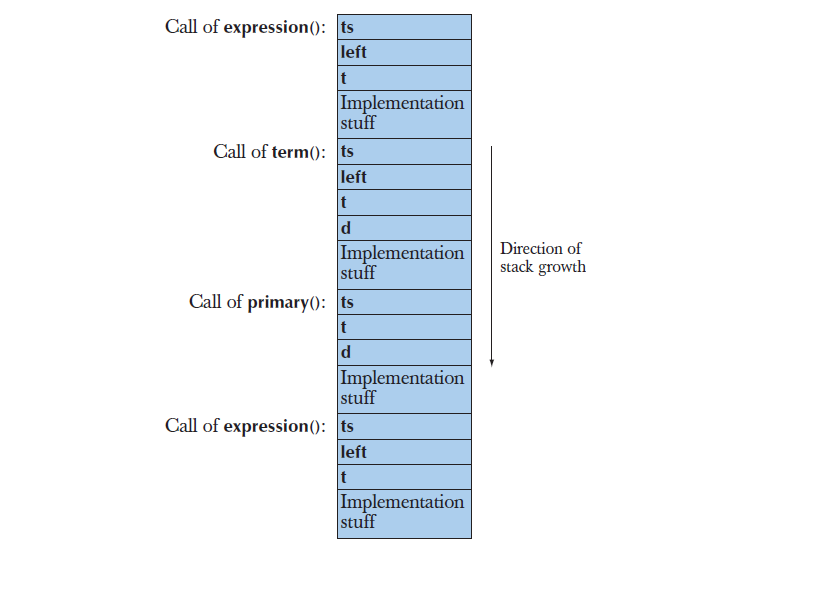 Call of expression(): ts
left
t
Implementation
stuff
Call of term(): ts
left
t
d
Implementation
stuff
Direction of
stack growth
Call of primary(): ts
t
d
Implementation
stuff
Call of expression(): ts
left
t
Implementation
stuff